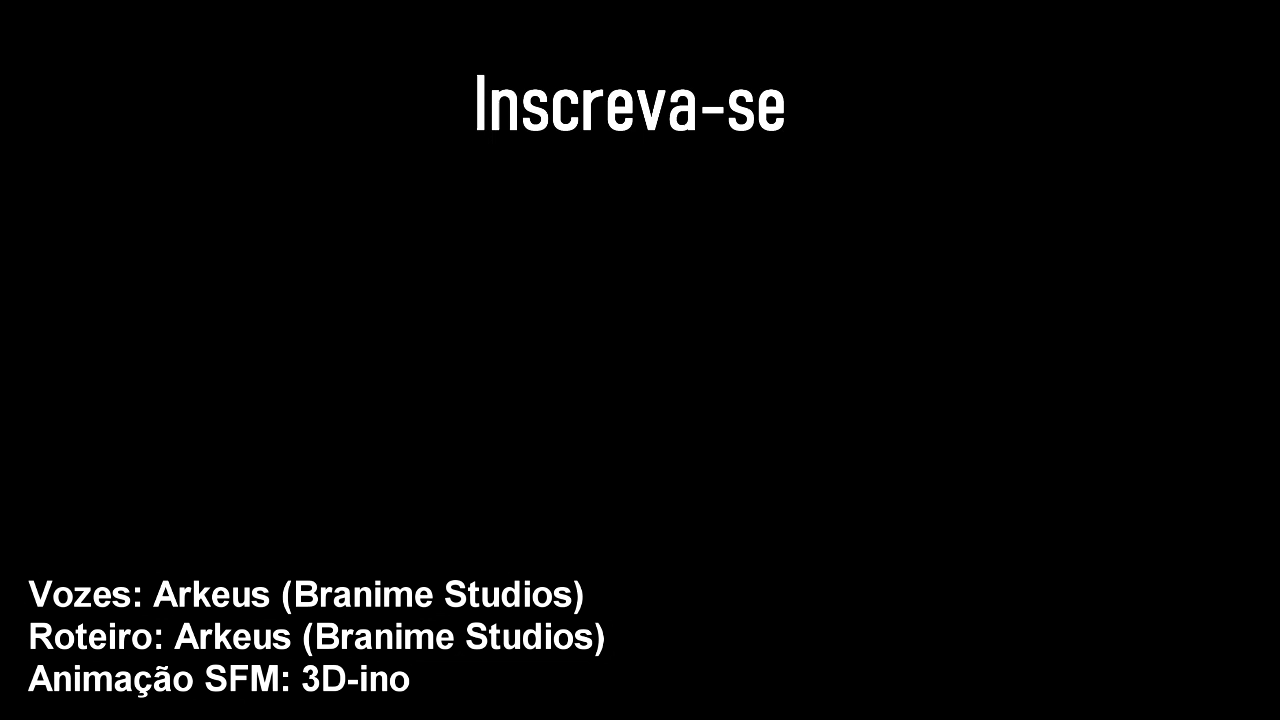 Inscreva-se
Vozes: Arkeus (Branime Studios)
Roteiro: Arkeus (Branime Studios)
Animação SFM: 3D-ino